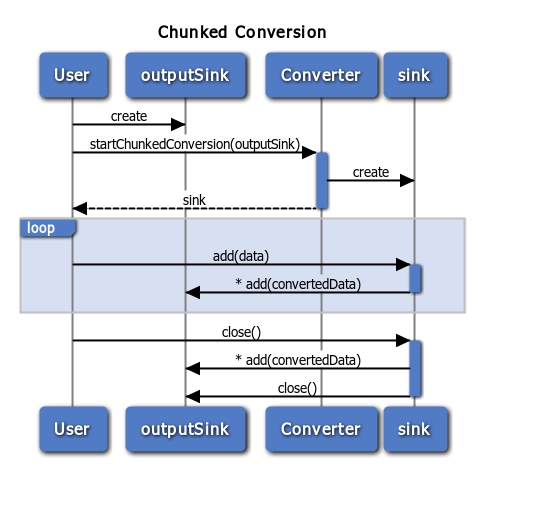 Chunked Conversion
User outputSink Converter sink
create
startChunkedConversion(outputSink)
create
sink
loop
add(data)
* add(convertedData)
close()
* add(convertedData)
close()
User outputSink Converter sink